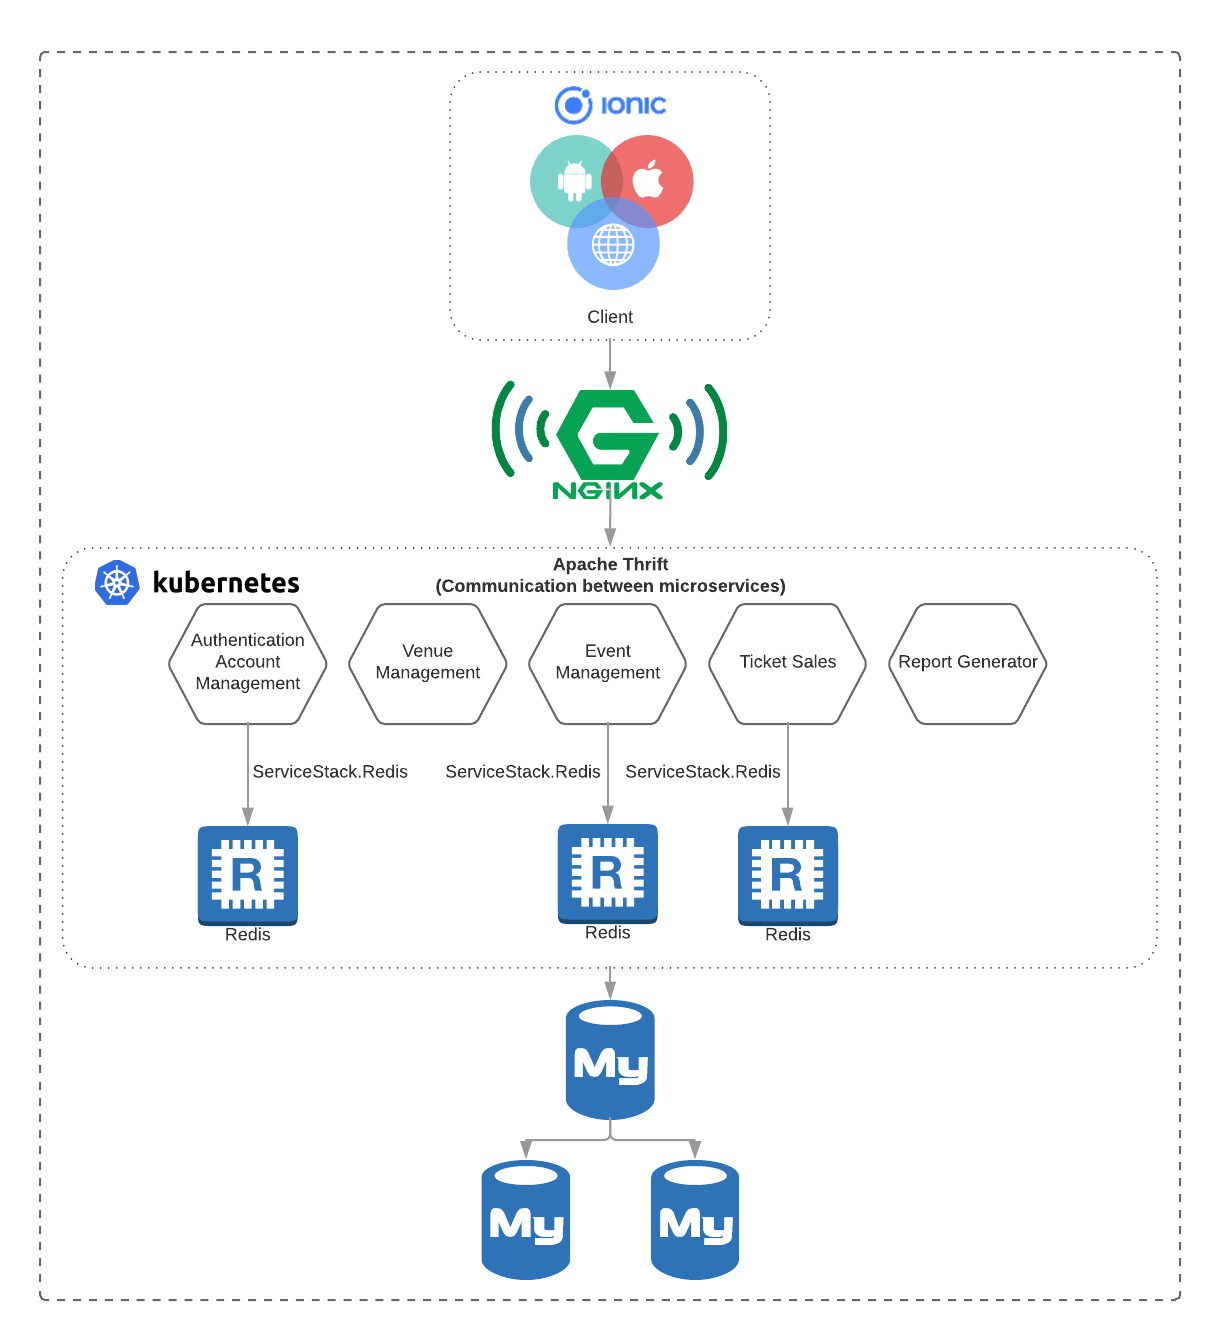 IONIC
Client
NGINX
kubernetes
Apache Thrift
(Communication between microservices)
Authentication
Account
Management
Venue
Management
Event
Management
Ticket Sales
Report Generator
ServiceStack.Redis
ServiceStack.Redis
ServiceStack.Redis
R
R
R
Redis
Redis
Redis
My
My
My